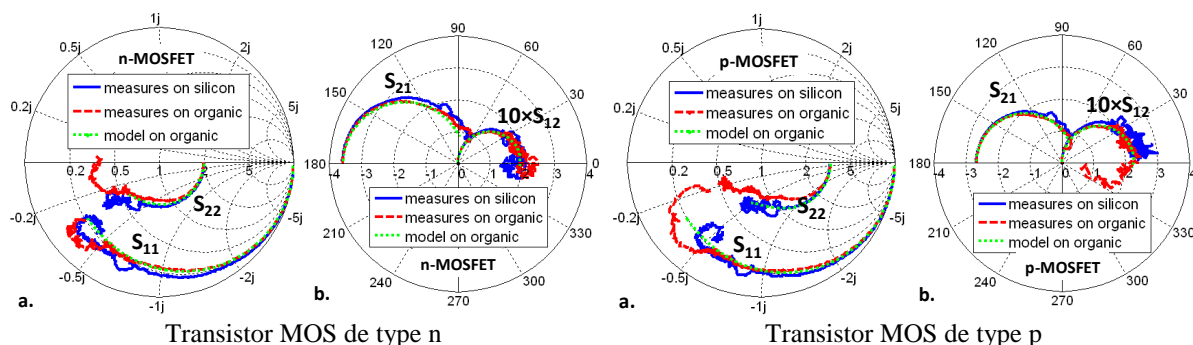 1j
0.5j
2j
n-MOSFET
measures on silicon
measures on organic
model on organic
0.2j
5j
0.2 0.5 1 2 5
-0.2j
-5j
S22
S11
-0.5j
-2j
-1j
a.
90
120
60
150
30
S21
10×S12
180
-4 -3 -2 -1 0 1 2 3 4
0
measures on silicon
measures on organic
model on organic
210
330
n-MOSFET
240
300
270
b.
Transistor MOS de type n
1j
0.5j
2j
p-MOSFET
measures on silicon
measures on organic
model on organic
0.2j
5j
0.2 0.5 1 2 5
-0.2j
-5j
S22
S11
-0.5j
-2j
-1j
a.
90
120
60
150
30
S21
10×S12
180
-4 -3 -2 -1 0 1 2 3 4
0
measures on silicon
measures on organic
model on organic
210
330
p-MOSFET
240
300
270
b.
Transistor MOS de type p